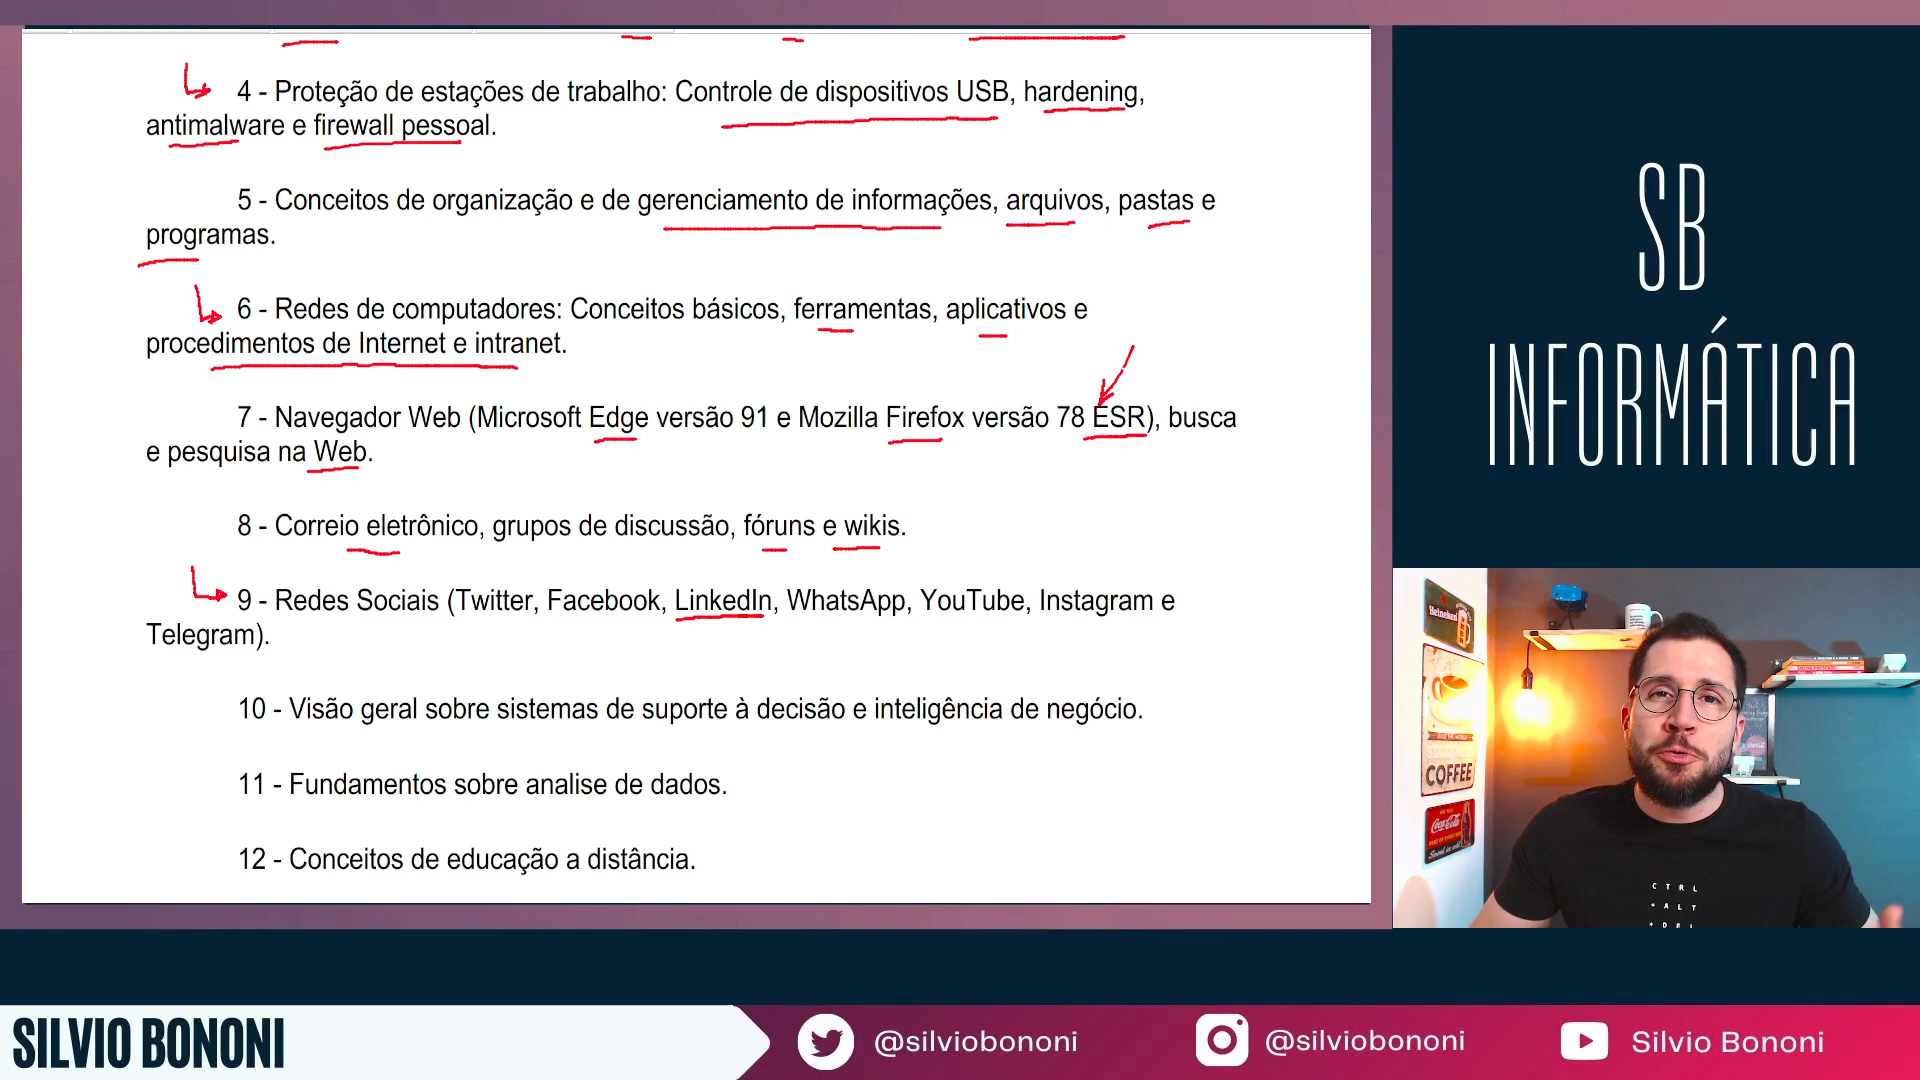 4 - Proteção de estações de trabalho: Controle de dispositivos USB, hardening,
antimalware e firewall pessoal.
5 - Conceitos de organização e de gerenciamento de informações, arquivos, pastas e
programas.
6 - Redes de computadores: Conceitos básicos, ferramentas, aplicativos e
procedimentos de Internet e intranet.
7 - Navegador Web (Microsoft Edge versão 91 e Mozilla Firefox versão 78 ESR), busca
e pesquisa na Web.
8 - Correio eletrônico, grupos de discussão, fóruns e wikis.
9 - Redes Sociais (Twitter, Facebook, LinkedIn, WhatsApp, YouTube, Instagram e
Telegram).
10 - Visão geral sobre sistemas de suporte à decisão e inteligência de negócio.
11 - Fundamentos sobre analise de dados.
12 - Conceitos de educação a distância.
SB
INFORMÁTICA
Heineken
COFFEE
Coca-Cola
CTRL
+ALT
+DEL
SILVIO BONONI
@silviobononi
@silviobononi
Silvio Bononi